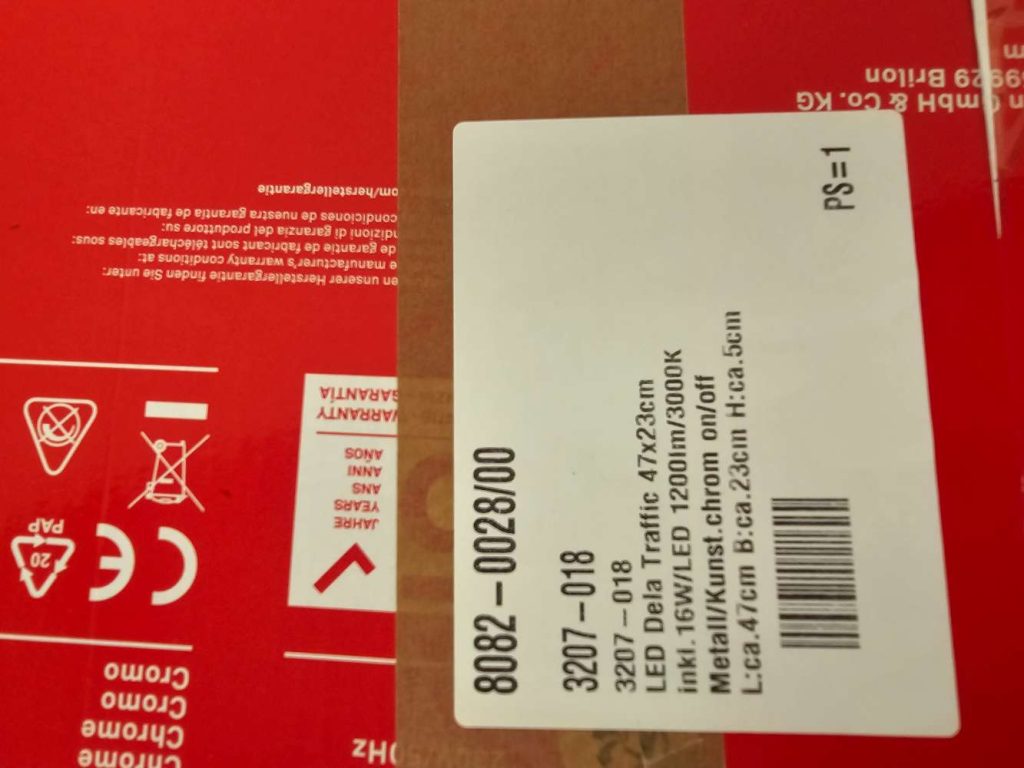 8082-0028/00
3207-018
3207-018
LED Dela Traffic 47x23cm
inkl.16W/LED 1200lm/3000K
Metall/Kunst.chrom on/off
L:ca.47cm B:ca.23cm H:ca.5cm
PS=1
GmbH & Co. KG
Brilon
en unserer Herstellergarantie finden Sie unter:
manufacturer's warranty conditions at:
de garantie de fabricant sont téléchargeables sous:
ndizioni di garanzia del produttore su:
condiciones de nuestra garantía de fabricante en:
om/herstellergarantie
JAHRE
YEARS
ANS
ANNI
AÑOS
WARRANTY
GARANTÍA
CE
20
PAP
Chrome
Chrome
Cromo
Cromo
0Hz